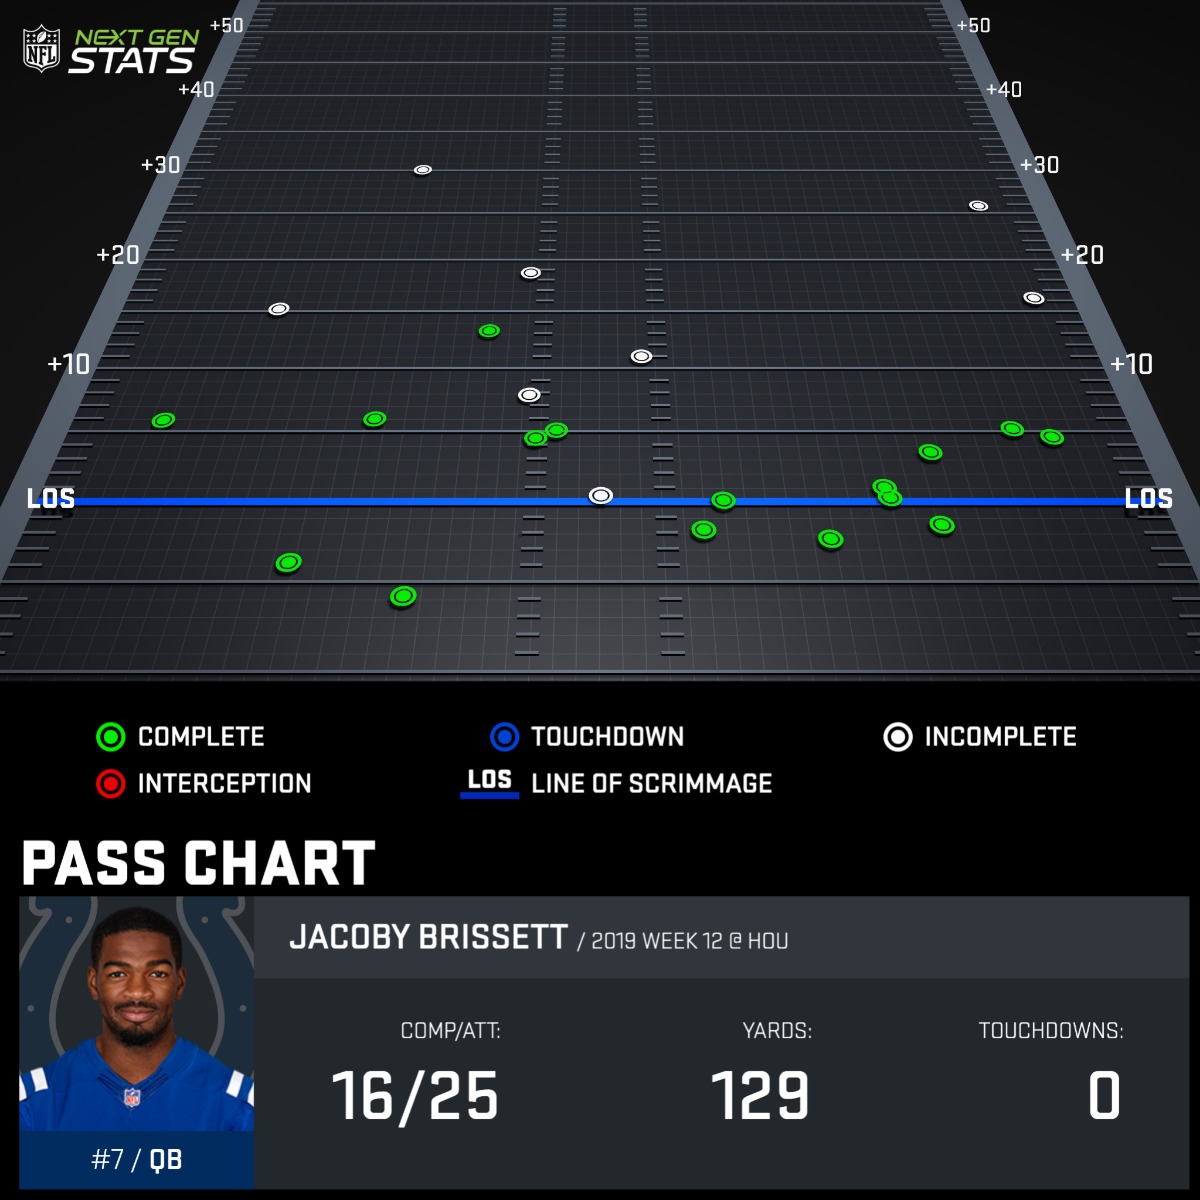 NFL
NEXT GEN
STATS
+50 +50
+40 +40
+30 +30
+20 +20
+10 +10
LOS LOS
COMPLETE TOUCHDOWN INCOMPLETE
INTERCEPTION LOS LINE OF SCRIMMAGE
PASS CHART
JACOBY BRISSETT / 2019 WEEK 12 @ HOU
COMP/ATT: YARDS: TOUCHDOWNS:
16/25 129 0
#7 / QB